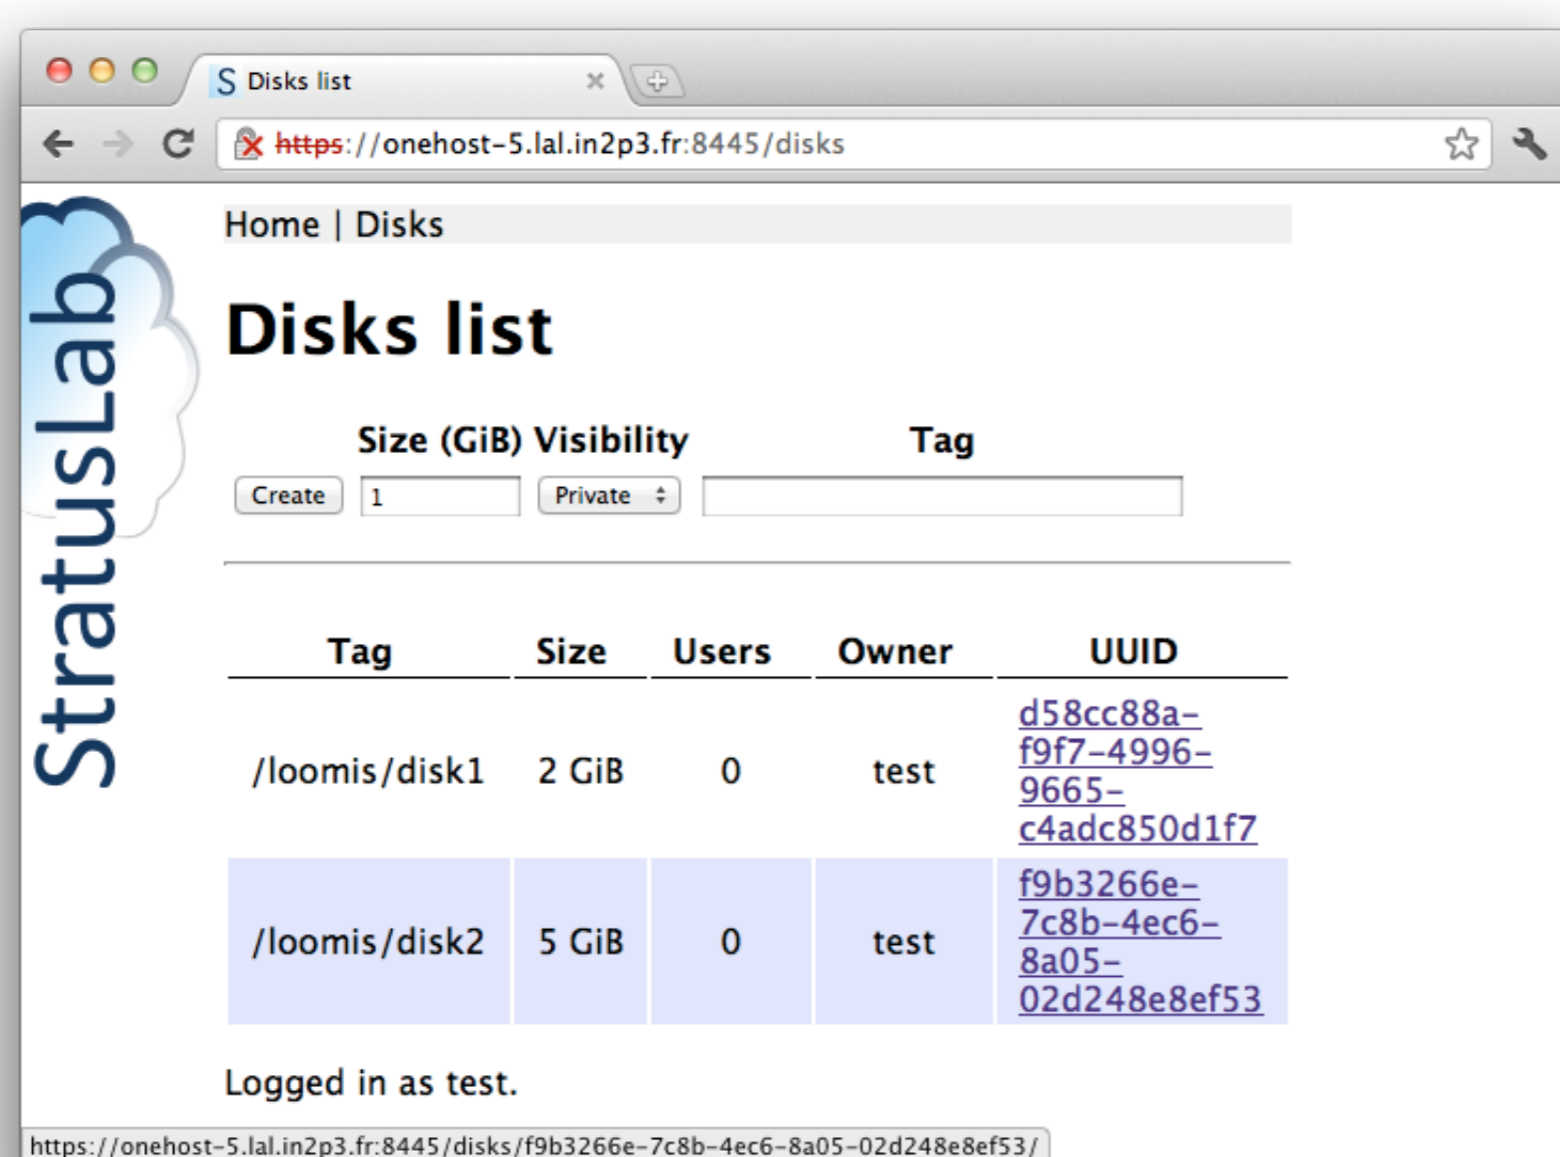 S Disks list
https://onehost-5.lal.in2p3.fr:8445/disks
StratusLab
Home | Disks
Disks list
Size (GiB) Visibility Tag
Create 1 Private
Tag Size Users Owner UUID
d58cc88a-
f9f7-4996-
/loomis/disk1 2 GiB 0 test
9665-
c4adc850d1f7
f9b3266e-
7c8b-4ec6-
/loomis/disk2 5 GiB 0 test
8a05-
02d248e8ef53
Logged in as test.
https://onehost-5.lal.in2p3.fr:8445/disks/f9b3266e-7c8b-4ec6-8a05-02d248e8ef53/